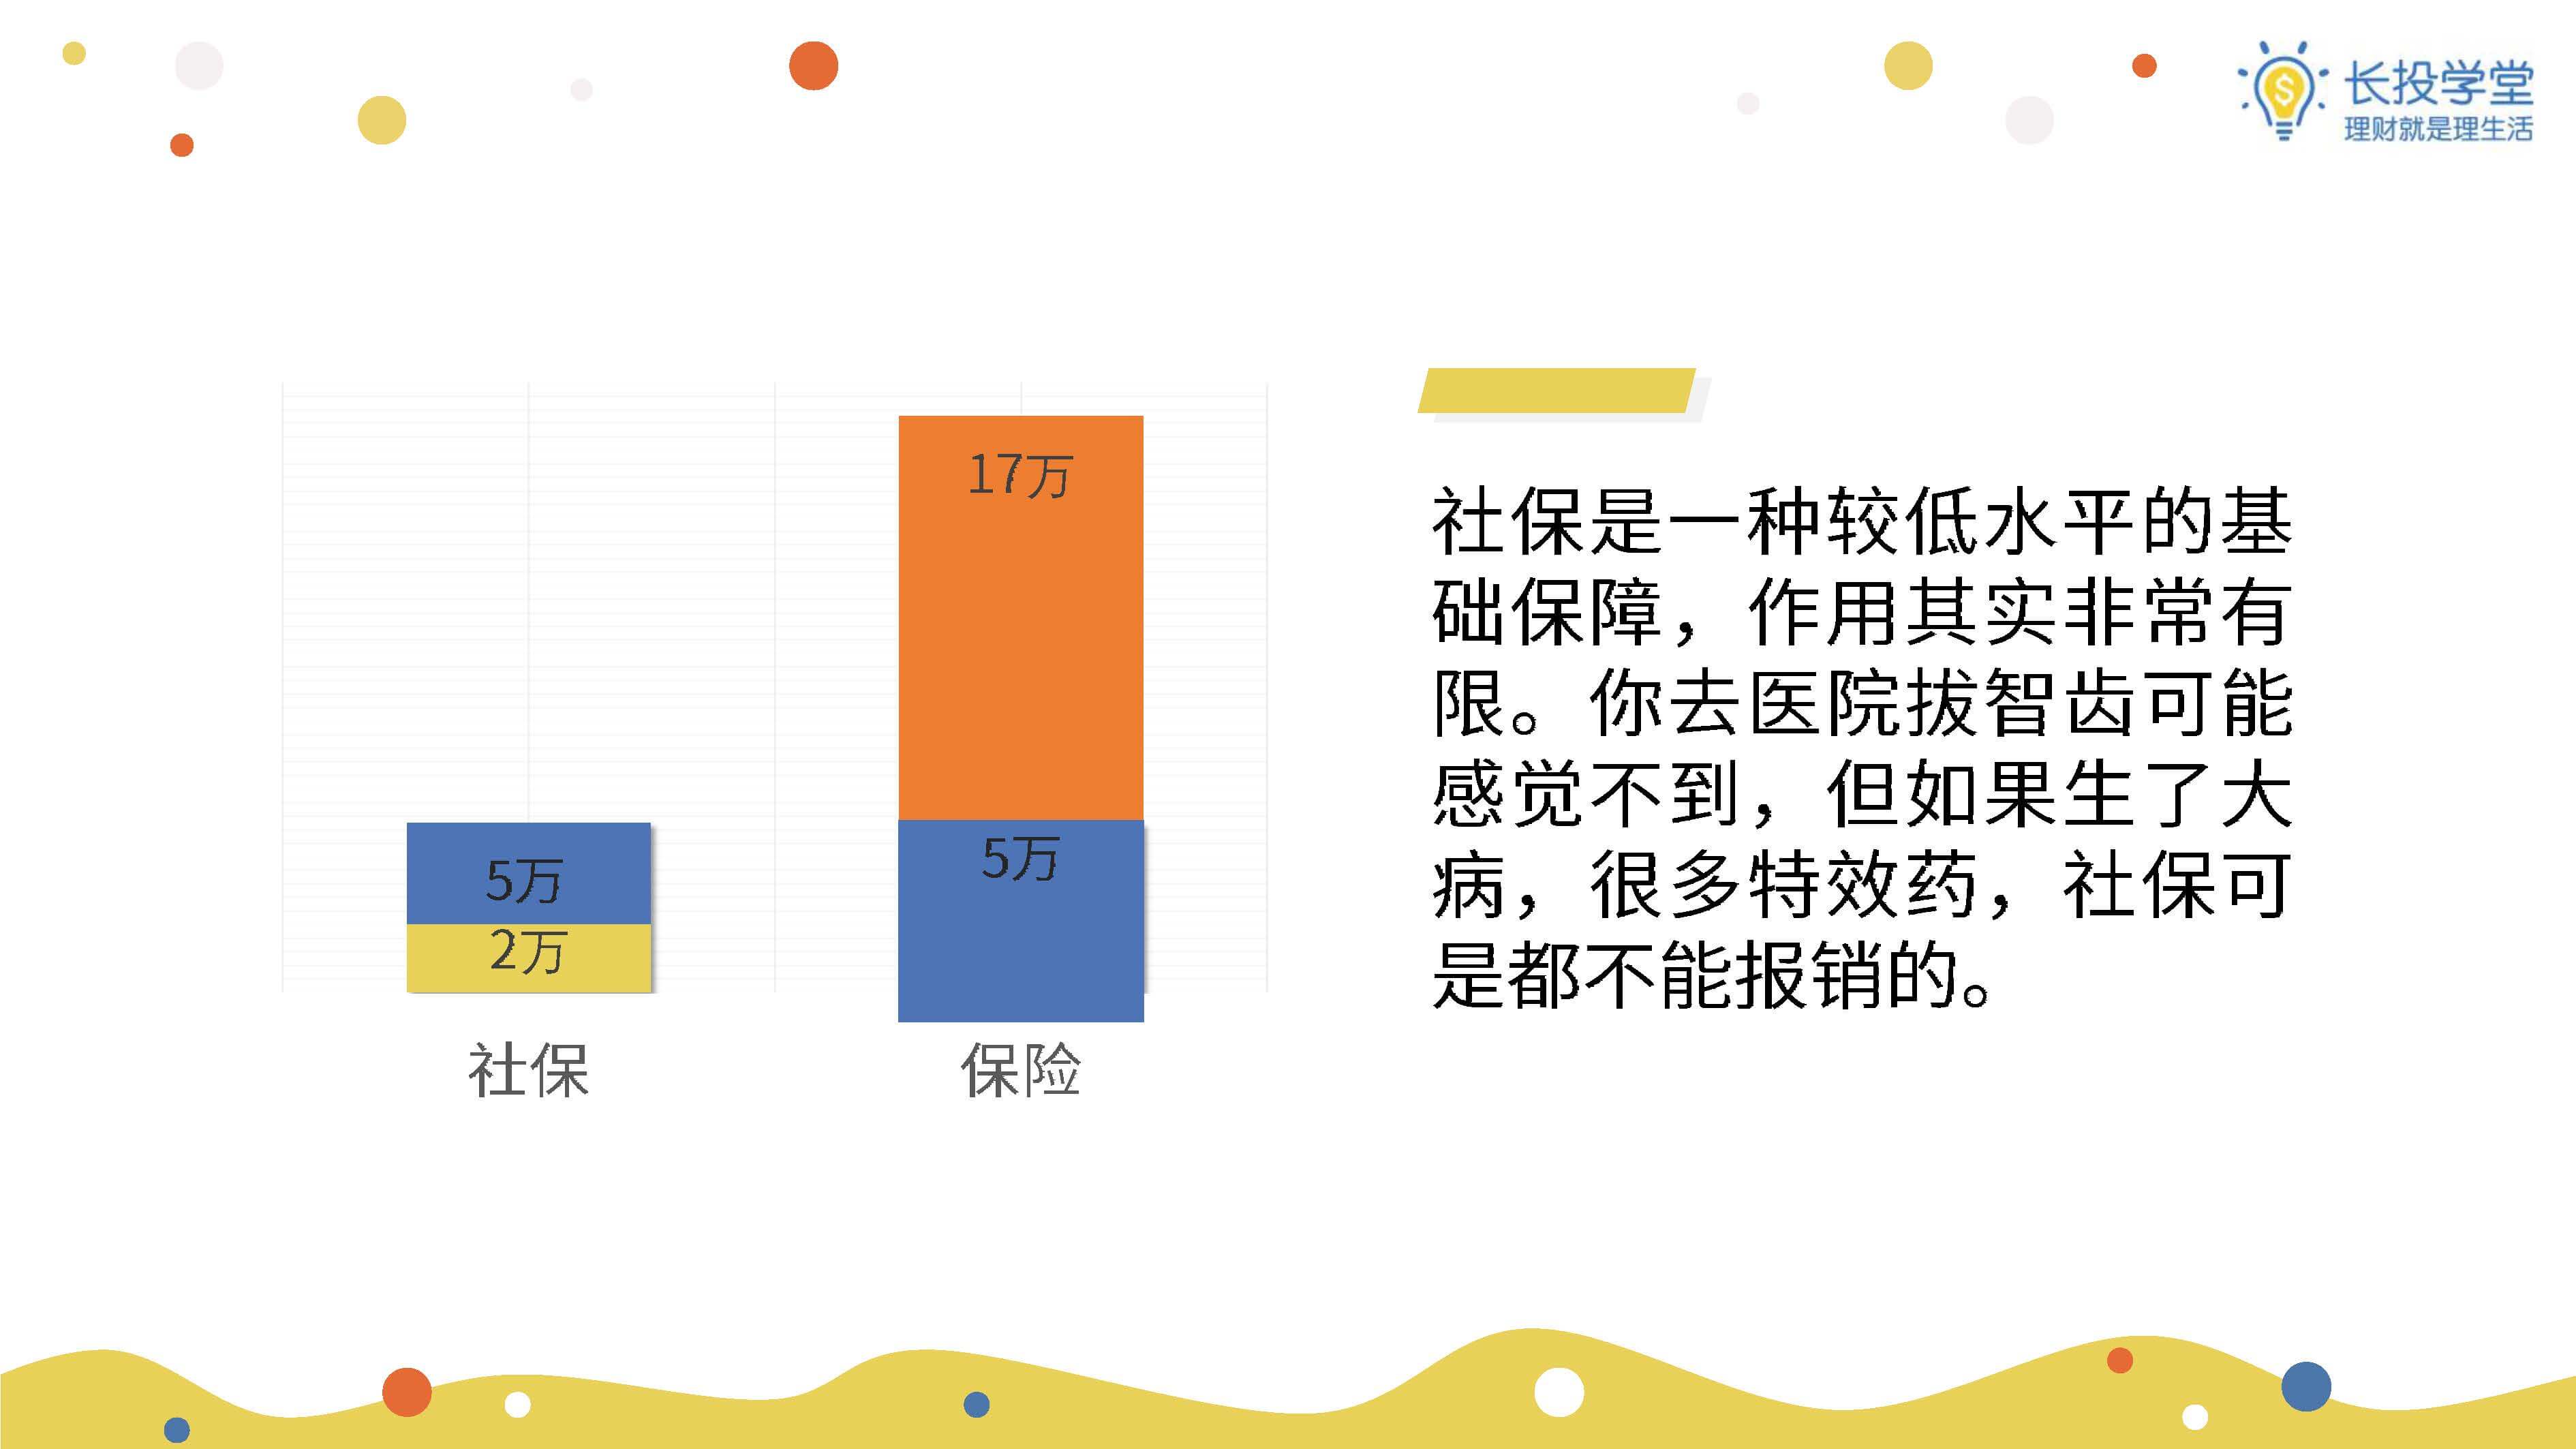 长投学堂
理财就是理生活
17万
5万
5万
2万
社保
保险
社保是一种较低水平的基
础保障，作用其实非常有
限。你去医院拔智齿可能
感觉不到，但如果生了大
病，很多特效药，社保可
是都不能报销的。